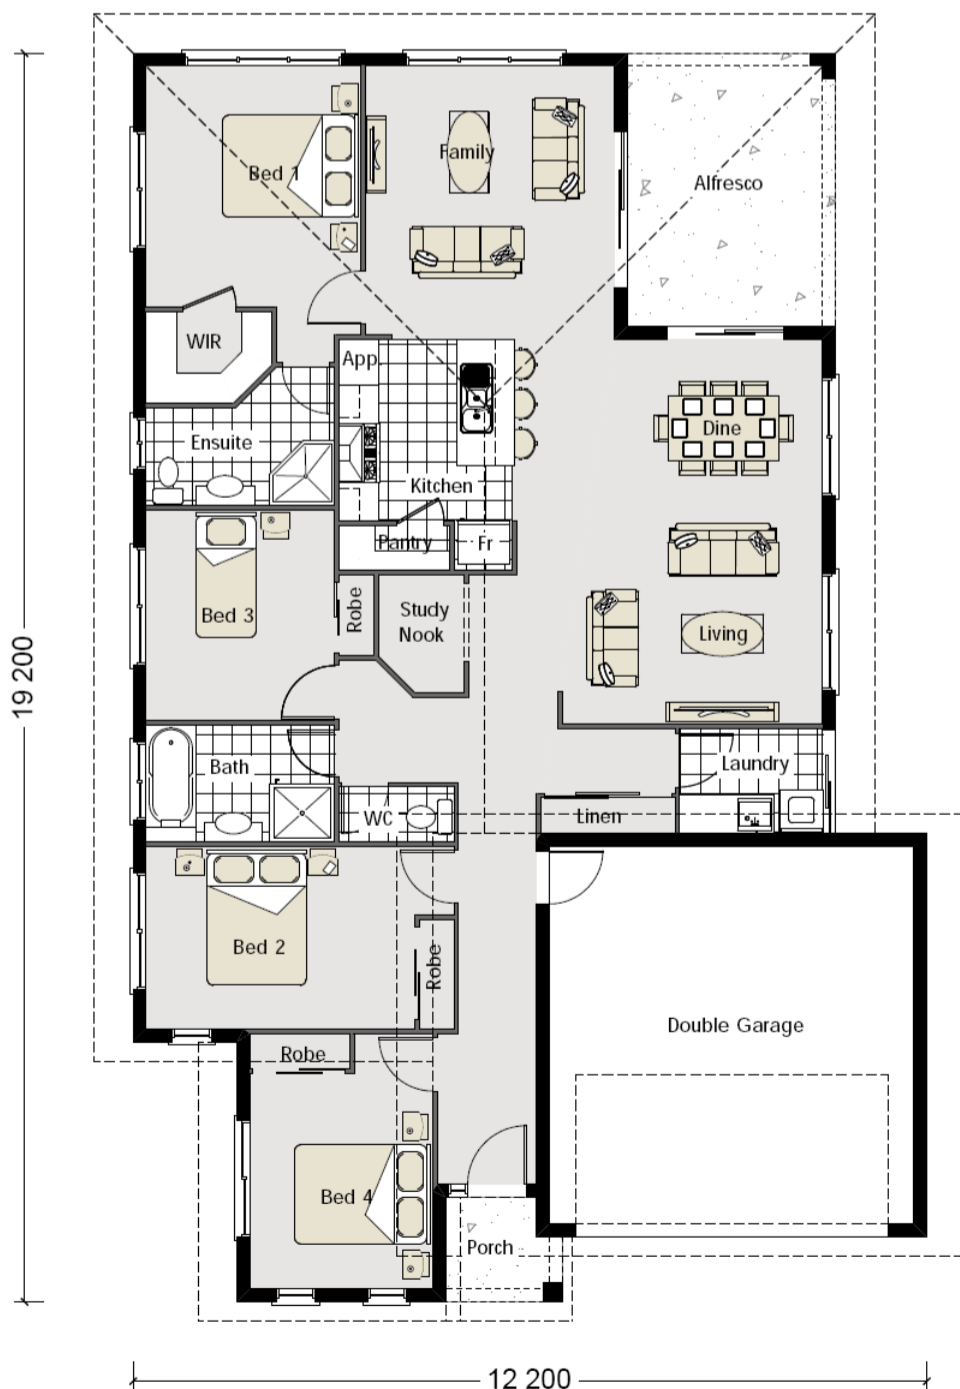 Family
Bed 1
Alfresco
WIR
App
Ensuite
Dine
Kitchen
Pantry
Fr
Bed 3
Robe
Study
Nook
Living
Bath
Laundry
WC
Linen
Bed 2
Robe
Double Garage
Robe
Bed 4
Porch
19 200
12 200